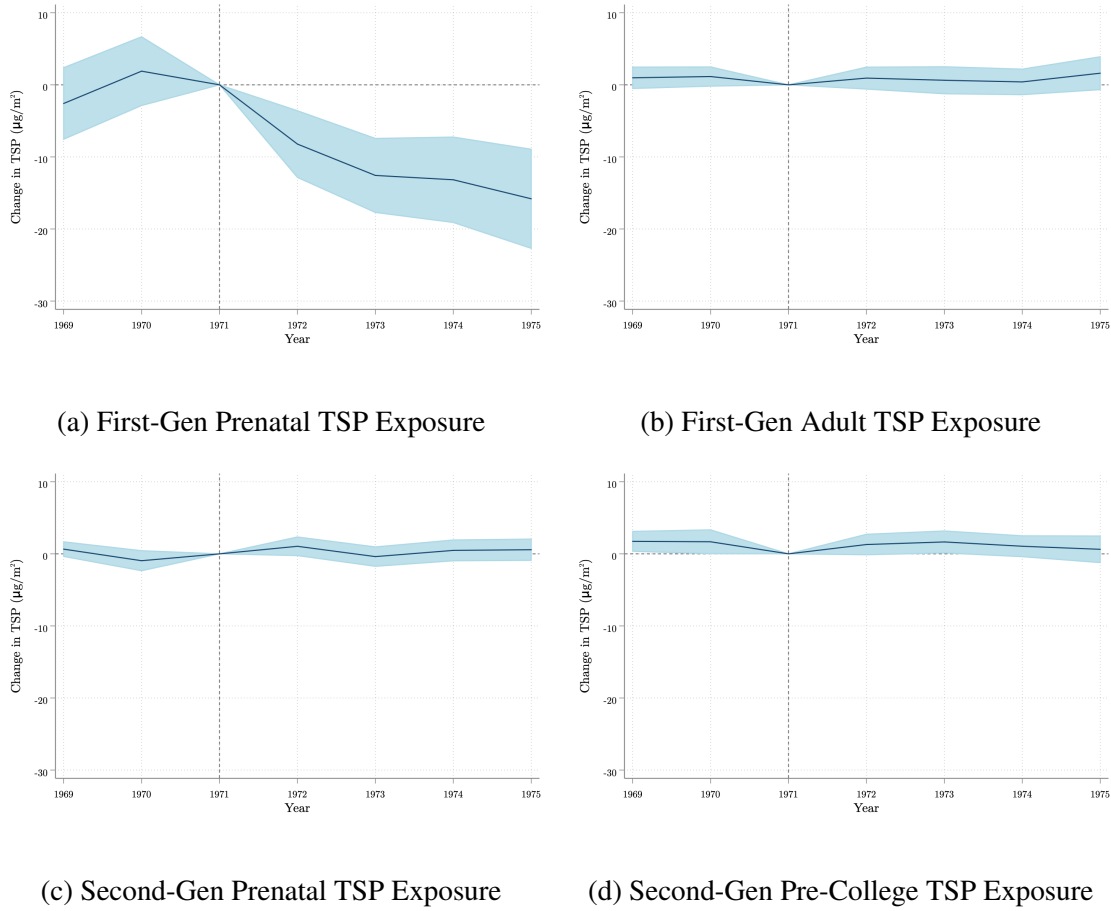 10
0
-10
-20
-30
Change in TSP (µg/m²)
1969 1970 1971 1972 1973 1974 1975
Year
(a) First-Gen Prenatal TSP Exposure
10
0
-10
-20
-30
Change in TSP (µg/m²)
1969 1970 1971 1972 1973 1974 1975
Year
(b) First-Gen Adult TSP Exposure
10
0
-10
-20
-30
Change in TSP (µg/m²)
1969 1970 1971 1972 1973 1974 1975
Year
(c) Second-Gen Prenatal TSP Exposure
10
0
-10
-20
-30
Change in TSP (µg/m²)
1969 1970 1971 1972 1973 1974 1975
Year
(d) Second-Gen Pre-College TSP Exposure